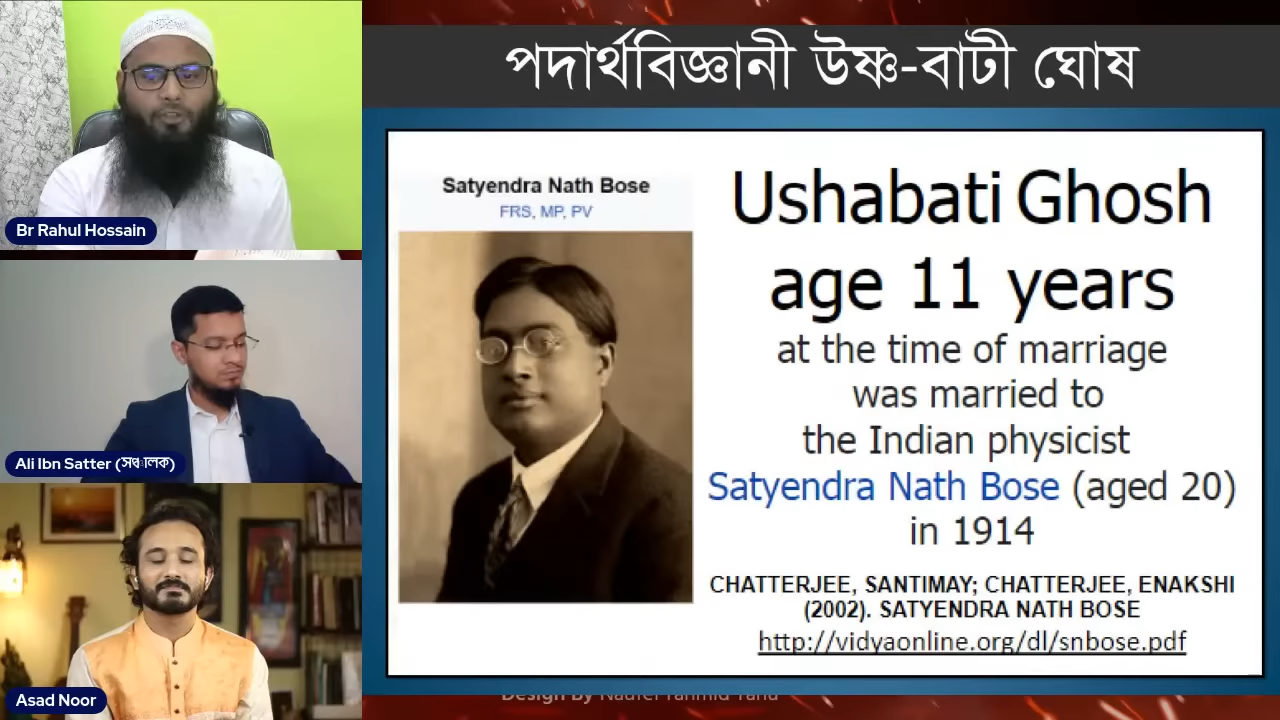 Br Rahul Hossain
Ali Ibn Satter (সঞ্চালক)
Asad Noor
পদার্থবিজ্ঞানী উষ্ণ-বাটী ঘোষ
Satyendra Nath Bose
FRS, MP, PV
Ushabati Ghosh
age 11 years
at the time of marriage
was married to
the Indian physicist
Satyendra Nath Bose (aged 20)
in 1914
CHATTERJEE, SANTIMAY; CHATTERJEE, ENAKSHI
(2002). SATYENDRA NATH BOSE
http://vidyaonline.org/dl/snbose.pdf
Design By